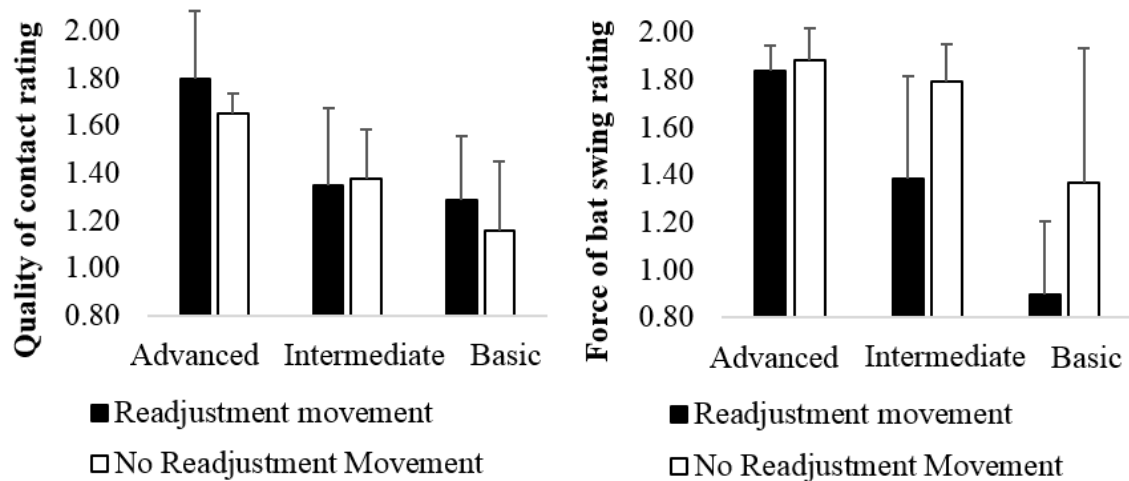 Quality of contact rating
2.00
1.80
1.60
1.40
1.20
1.00
0.80
Advanced Intermediate Basic
Readjustment movement
No Readjustment Movement
Force of bat swing rating
2.00
1.80
1.60
1.40
1.20
1.00
0.80
Advanced Intermediate Basic
Readjustment movement
No Readjustment Movement